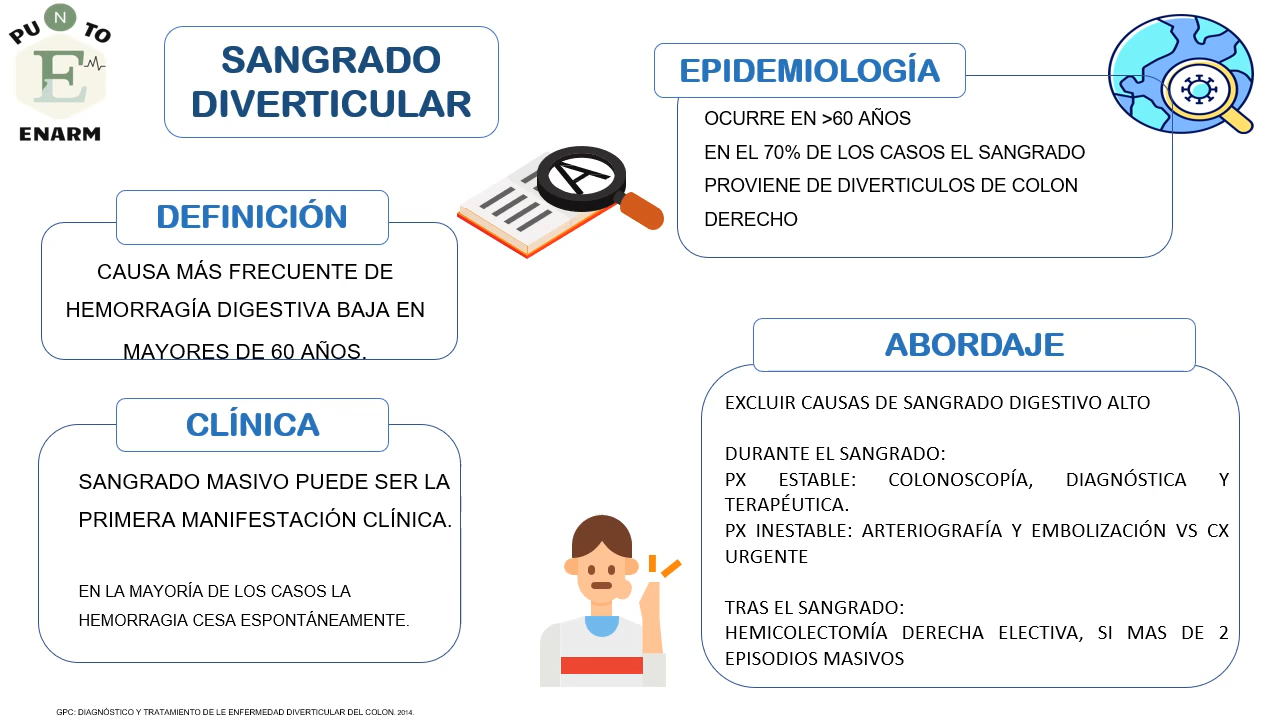 PUNTO
E
ENARM
SANGRADO
DIVERTICULAR
DEFINICIÓN
CAUSA MÁS FRECUENTE DE
HEMORRAGÍA DIGESTIVA BAJA EN
MAYORES DE 60 AÑOS.
CLÍNICA
SANGRADO MASIVO PUEDE SER LA
PRIMERA MANIFESTACIÓN CLÍNICA.
EN LA MAYORÍA DE LOS CASOS LA
HEMORRAGIA CESA ESPONTÁNEAMENTE.
A
EPIDEMIOLOGÍA
OCURRE EN >60 AÑOS
EN EL 70% DE LOS CASOS EL SANGRADO
PROVIENE DE DIVERTICULOS DE COLON
DERECHO
ABORDAJE
EXCLUIR CAUSAS DE SANGRADO DIGESTIVO ALTO
DURANTE EL SANGRADO:
PX ESTABLE: COLONOSCOPÍA, DIAGNÓSTICA Y
TERAPÉUTICA.
PX INESTABLE: ARTERIOGRAFÍA Y EMBOLIZACIÓN VS CX
URGENTE
TRAS EL SANGRADO:
HEMICOLECTOMÍA DERECHA ELECTIVA, SI MAS DE 2
EPISODIOS MASIVOS
GPC: DIAGNÓSTICO Y TRATAMIENTO DE LE ENFERMEDAD DIVERTICULAR DEL COLON. 2014.